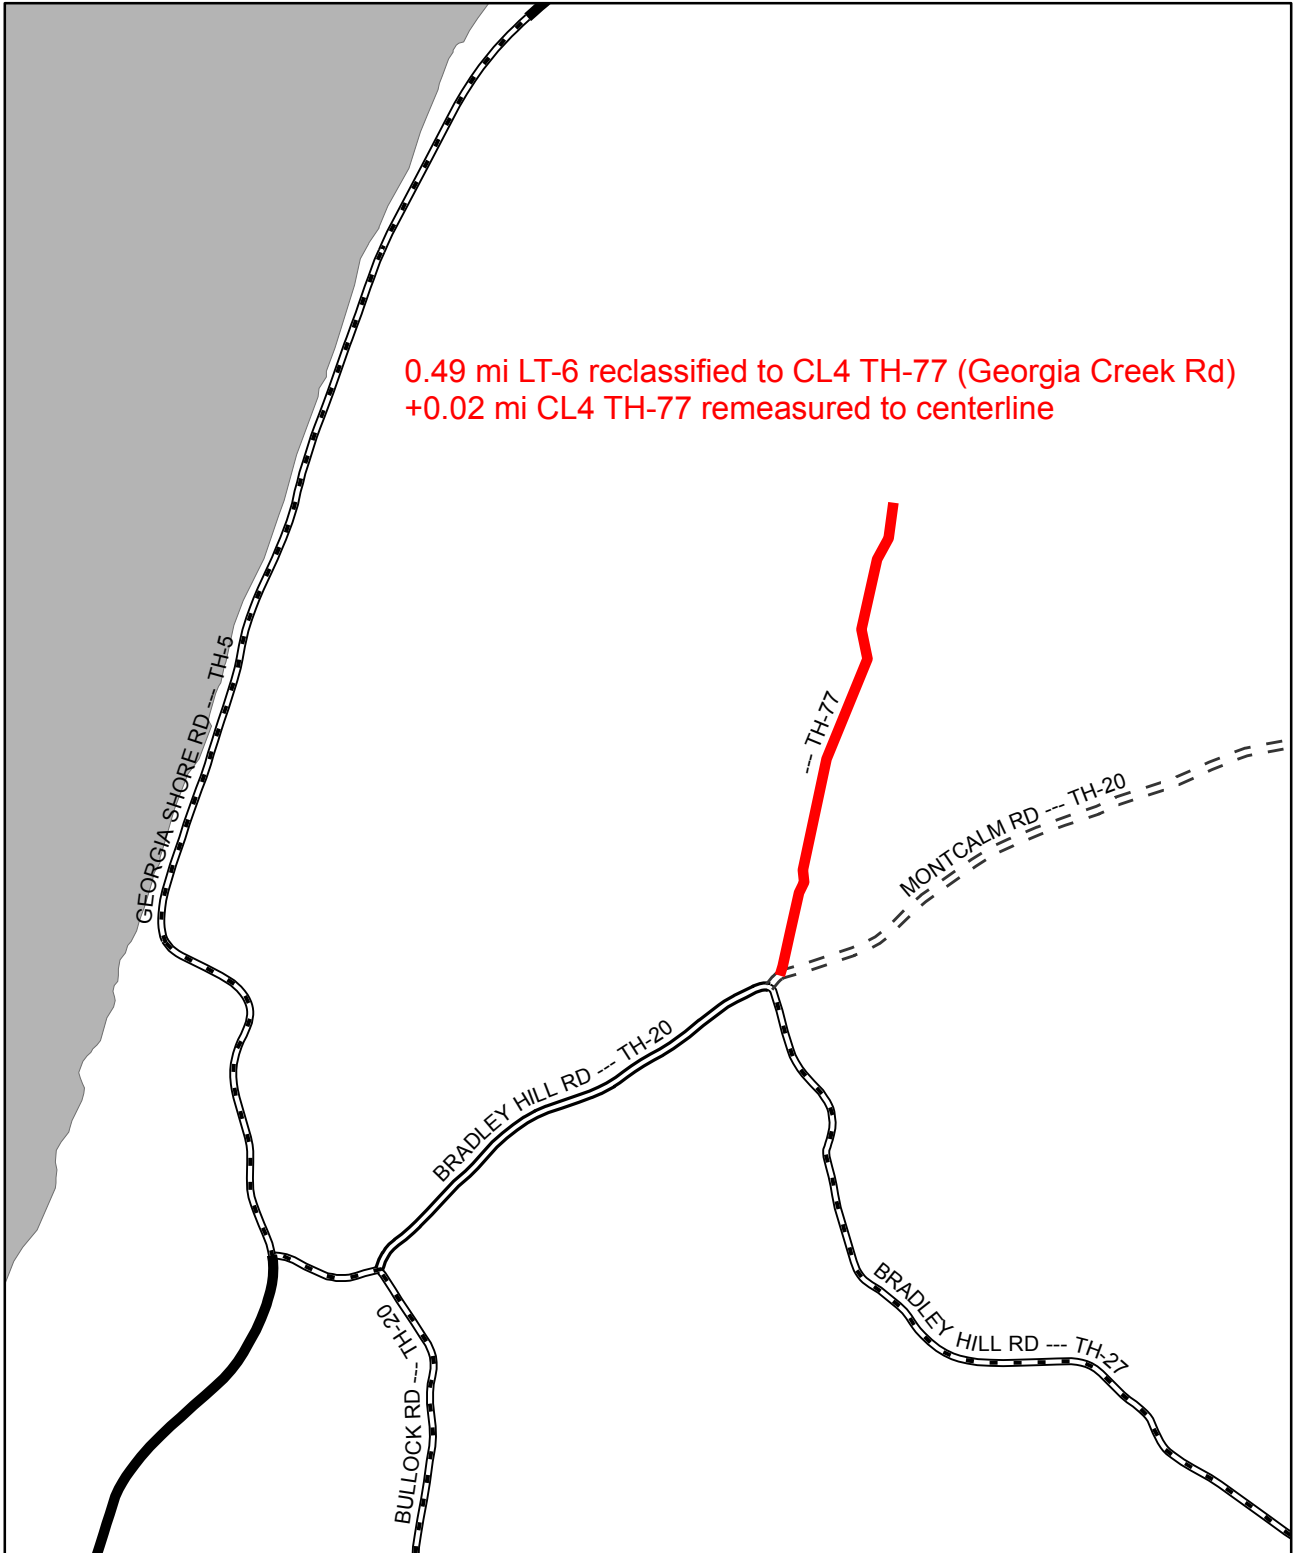 0.49 mi LT-6 reclassified to CL4 TH-77 (Georgia Creek Rd)
+0.02 mi CL4 TH-77 remeasured to centerline
GEORGIA SHORE RD --- TH-5
--- TH-77
MONTCALM RD --- TH-20
BRADLEY HILL RD --- TH-20
BULLOCK RD --- TH-20
BRADLEY HILL RD --- TH-27